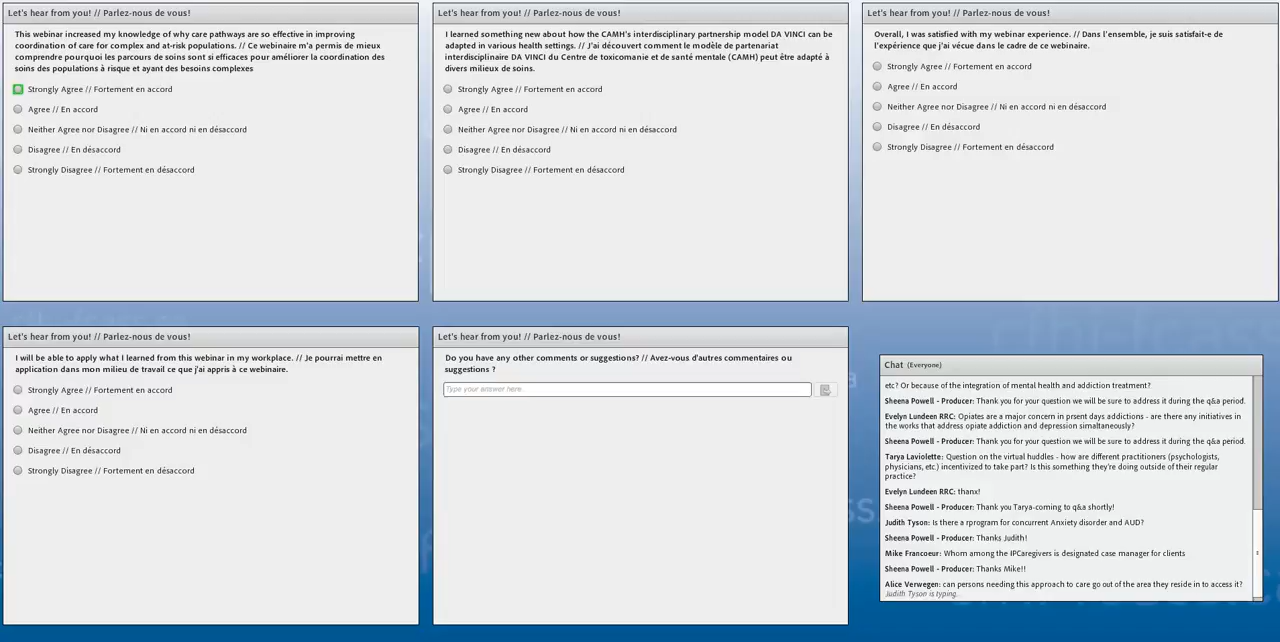 Let's hear from you! // Parlez-nous de vous!
This webinar increased my knowledge of why care pathways are so effective in improving
coordination of care for complex and at-risk populations. // Ce webinaire m'a permis de mieux
comprendre pourquoi les parcours de soins sont si efficaces pour améliorer la coordination des
soins des populations à risque et ayant des besoins complexes
Strongly Agree // Fortement en accord
Agree // En accord
Neither Agree nor Disagree // Ni en accord ni en désaccord
Disagree // En désaccord
Strongly Disagree // Fortement en désaccord
Let's hear from you! // Parlez-nous de vous!
I learned something new about how the CAMH's interdisciplinary partnership model DA VINCI can be
adapted in various health settings. // J'ai découvert comment le modèle de partenariat
interdisciplinaire DA VINCI du Centre de toxicomanie et de santé mentale (CAMH) peut être adapté à
divers milieu de soins.
Strongly Agree // Fortement en accord
Agree // En accord
Neither Agree nor Disagree // Ni en accord ni en désaccord
Disagree // En désaccord
Strongly Disagree // Fortement en désaccord
Let's hear from you! // Parlez-nous de vous!
Overall, I was satisfied with my webinar experience. // Dans l'ensemble, je suis satisfait-e de
l'expérience que j'ai vécue dans le cadre de ce webinaire.
Strongly Agree // Fortement en accord
Agree // En accord
Neither Agree nor Disagree // Ni en accord ni en désaccord
Disagree // En désaccord
Strongly Disagree // Fortement en désaccord
Let's hear from you! // Parlez-nous de vous!
I will be able to apply what I learned from this webinar in my workplace. // Je pourrai mettre en
application dans mon milieu de travail ce que j'ai appris à ce webinaire.
Strongly Agree // Fortement en accord
Agree // En accord
Neither Agree nor Disagree // Ni en accord ni en désaccord
Disagree // En désaccord
Strongly Disagree // Fortement en désaccord
Let's hear from you! // Parlez-nous de vous!
Do you have any other comments or suggestions? // Avez-vous d'autres commentaires ou
suggestions ?
Type your answer here.
Chat (Everyone)
etc? Or because of the integration of mental health and addiction treatment?
Sheena Powell - Producer: Thank you for your question we will be sure to address it during the q&a period.
Evelyn Lundeen RRC: Opiates are a major concern in prsent days addictions - are there any initiatives in
the works that address opiate addiction and depression simultaneously?
Sheena Powell - Producer: Thank you for your question we will be sure to address it during the q&a period.
Tarya Laviolette: Question on the virtual huddles - how are different practitioners (psychologists,
physicians, etc.) incentivized to take part? Is this something they're doing outside of their regular
practice?
Evelyn Lundeen RRC: thanx!
Sheena Powell - Producer: Thank you Tarya-coming to q&a shortly!
Judith Tyson: Is there a rprogram for concurrent Anxiety disorder and AUD?
Sheena Powell - Producer: Thanks Judith!
Mike Francoeur: Whom among the IPCaregivers is designated case manager for clients
Sheena Powell - Producer: Thanks Mike!!
Alice Verwegen: can persons needing this approach to care go out of the area they reside in to access it?
Judith Tyson is typing..